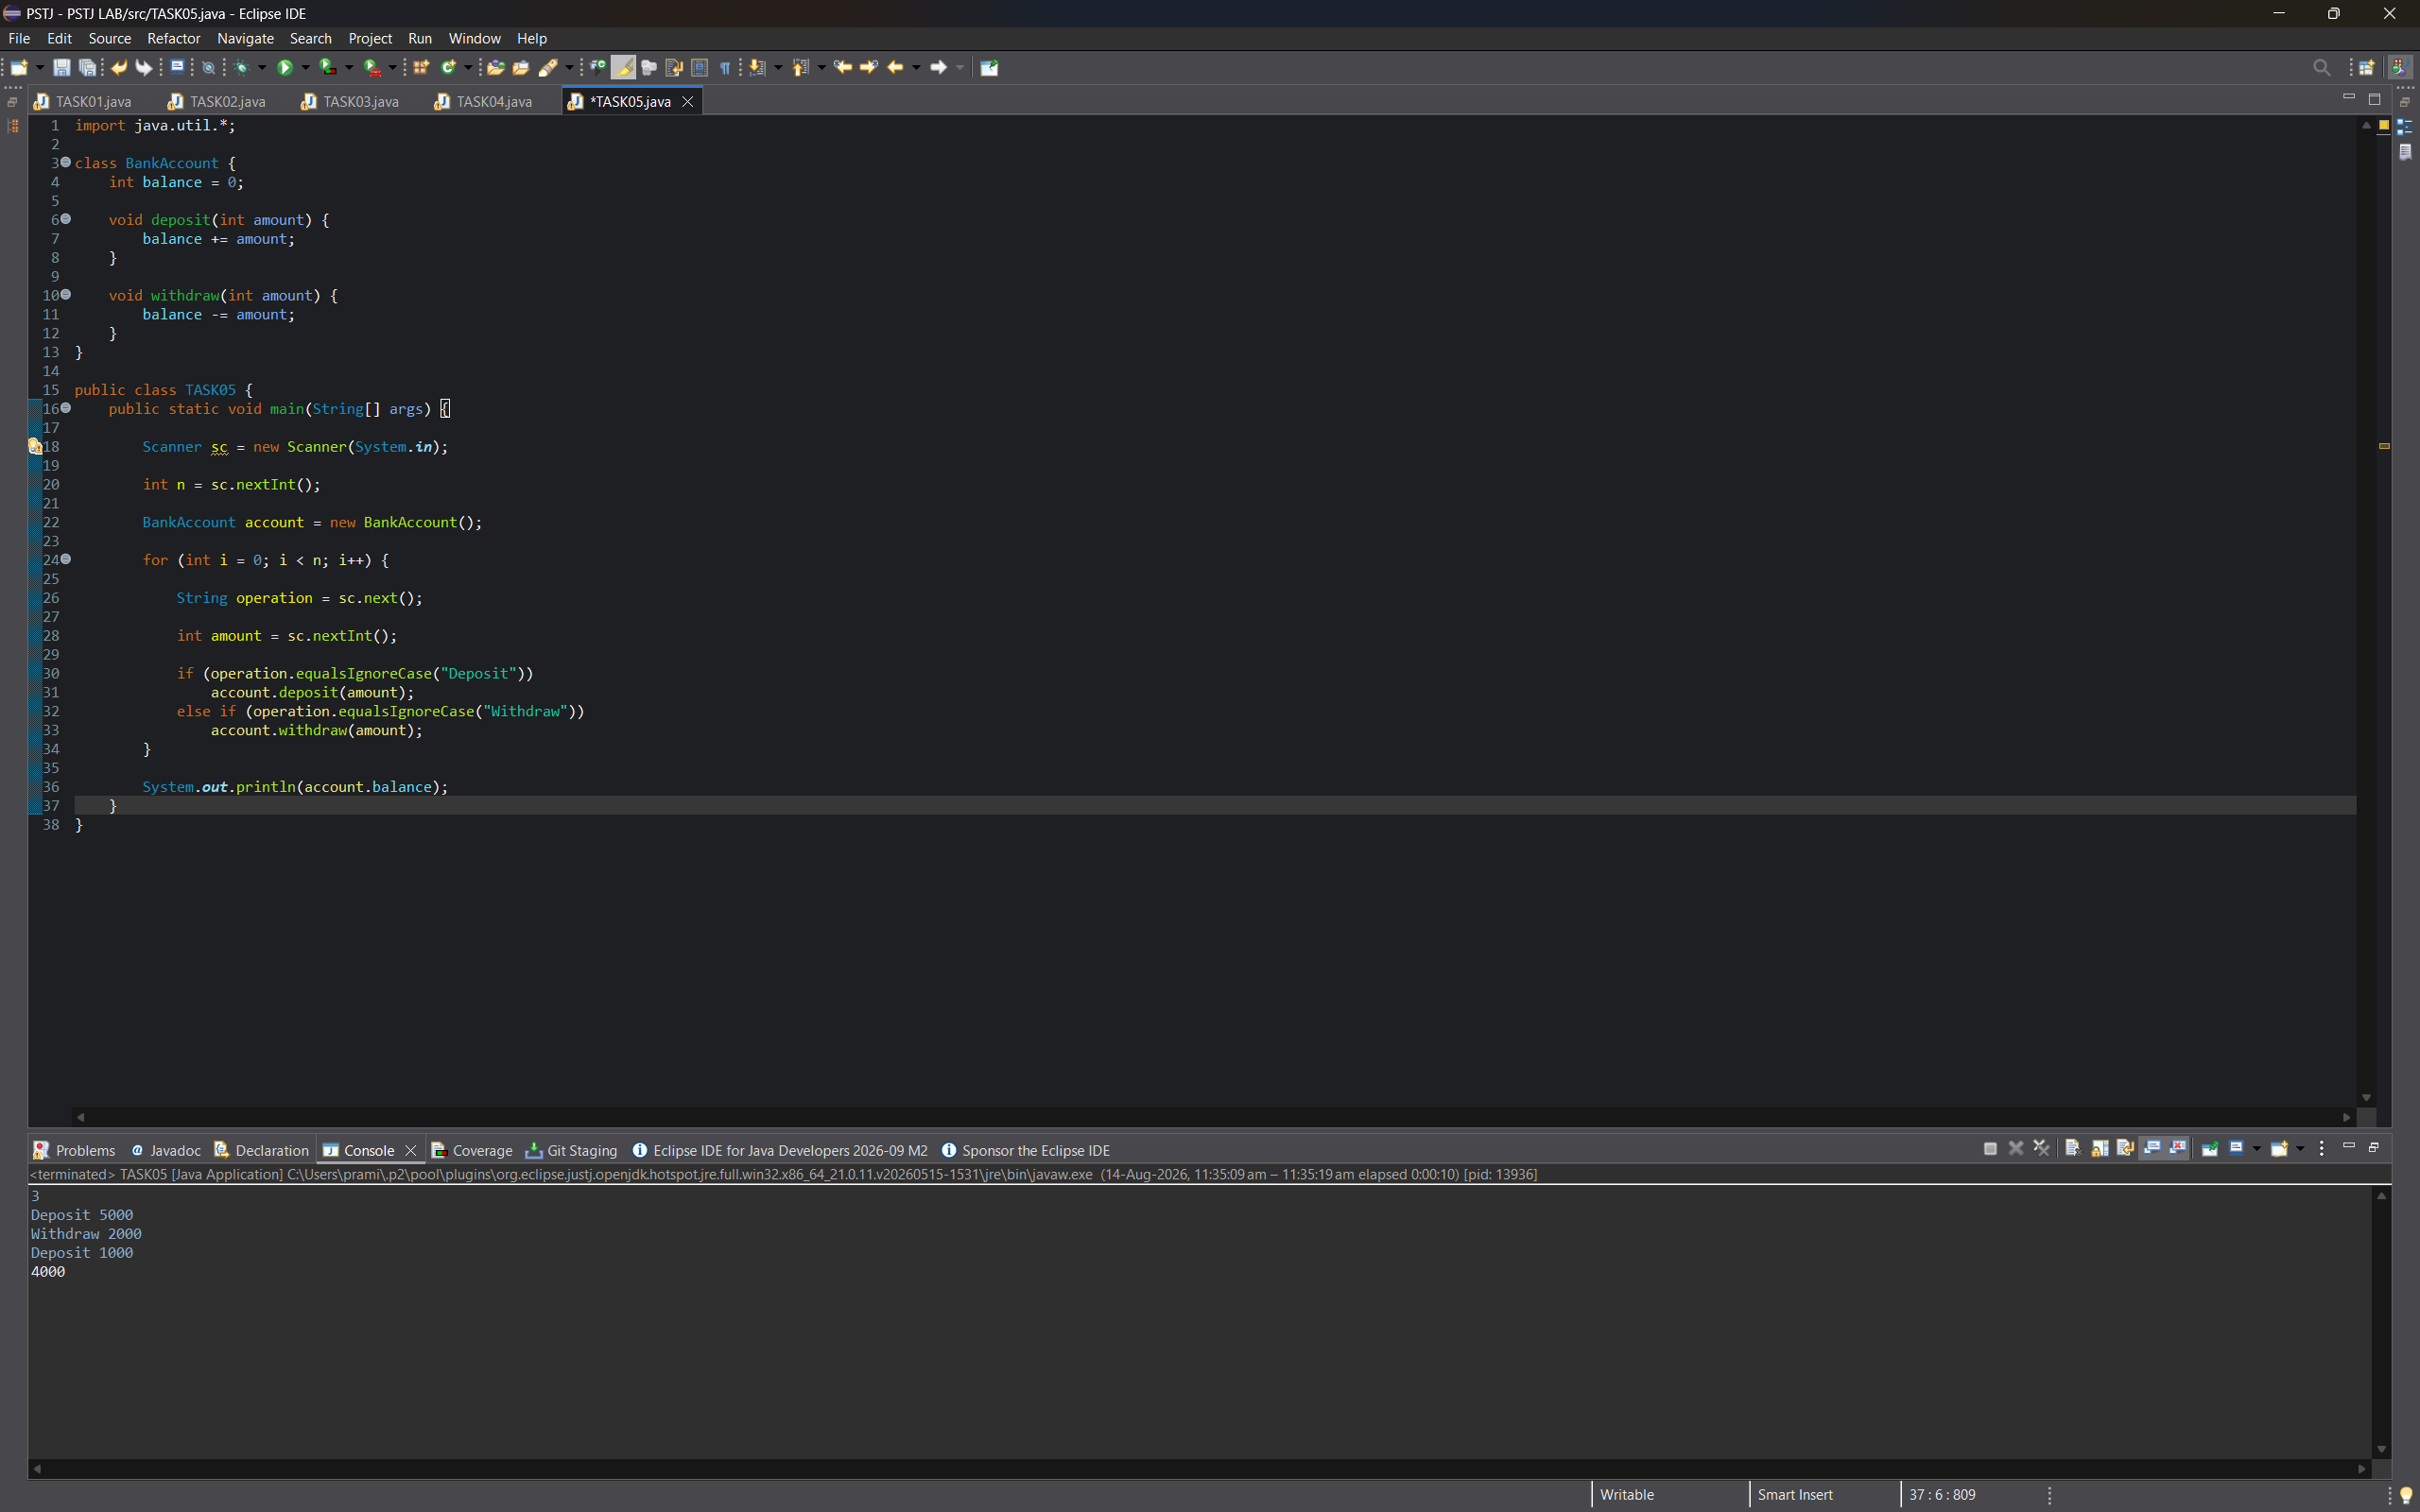 PSTJ - PSTJ LAB/src/TASK05.java - Eclipse IDE
File Edit Source Refactor Navigate Search Project Run Window Help
TASK01.java TASK02.java TASK03.java TASK04.java *TASK05.java
1 import java.util.*;
2
3 class BankAccount {
4     int balance = 0;
5
6     void deposit(int amount) {
7         balance += amount;
8     }
9
10     void withdraw(int amount) {
11         balance -= amount;
12     }
13 }
14
15 public class TASK05 {
16     public static void main(String[] args) {
17
18         Scanner sc = new Scanner(System.in);
19
20         int n = sc.nextInt();
21
22         BankAccount account = new BankAccount();
23
24         for (int i = 0; i < n; i++) {
25
26             String operation = sc.next();
27
28             int amount = sc.nextInt();
29
30             if (operation.equalsIgnoreCase("Deposit"))
31                 account.deposit(amount);
32             else if (operation.equalsIgnoreCase("Withdraw"))
33                 account.withdraw(amount);
34         }
35
36         System.out.println(account.balance);
37     }
38 }
Problems Javadoc Declaration Console Coverage Git Staging Eclipse IDE for Java Developers 2026-09 M2 Sponsor the Eclipse IDE
<terminated> TASK05 [Java Application] C:\Users\prami\.p2\pool\plugins\org.eclipse.justj.openjdk.hotspot.jre.full.win32.x86_64_21.0.11.v20260515-1531\jre\bin\javaw.exe (14-Aug-2026, 11:35:09 am – 11:35:19 am elapsed 0:00:10) [pid: 13936]
3
Deposit 5000
Withdraw 2000
Deposit 1000
4000
Writable Smart Insert 37 : 6 : 809